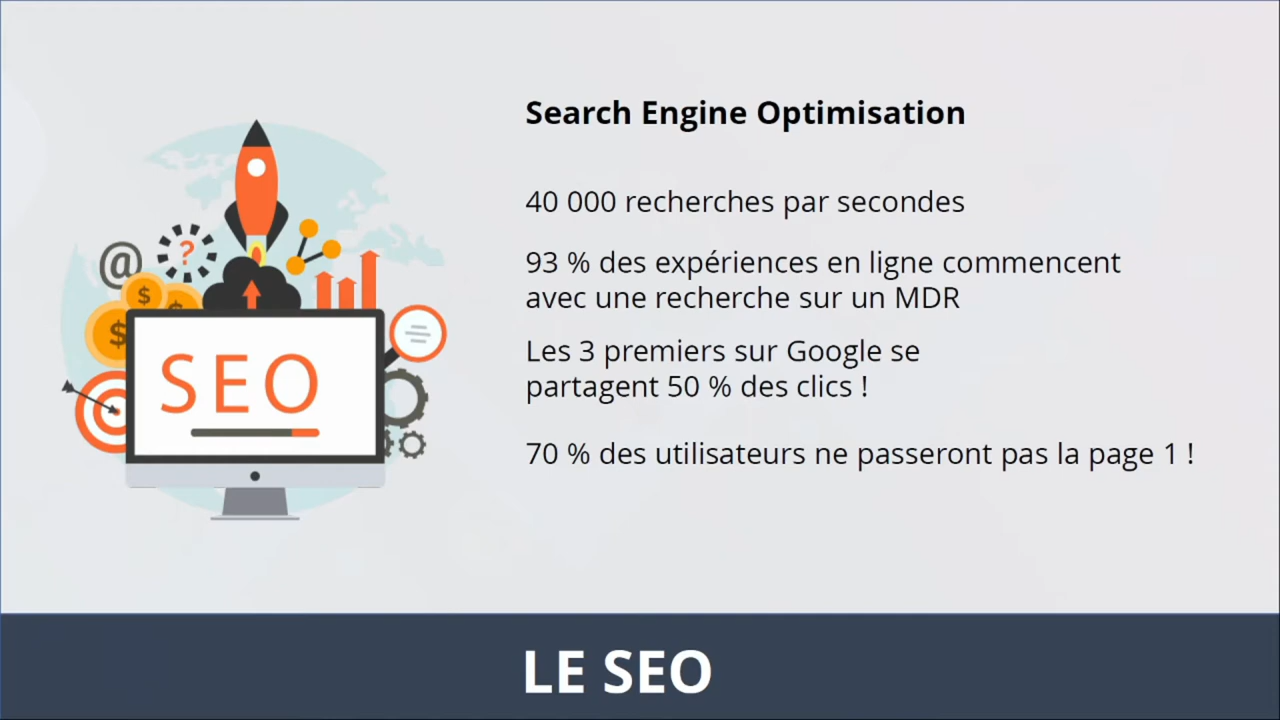 Search Engine Optimisation
40 000 recherches par secondes
93 % des expériences en ligne commencent
avec une recherche sur un MDR
Les 3 premiers sur Google se
partagent 50 % des clics !
70 % des utilisateurs ne passeront pas la page 1 !
@
?
$
$
$
SEO
LE SEO